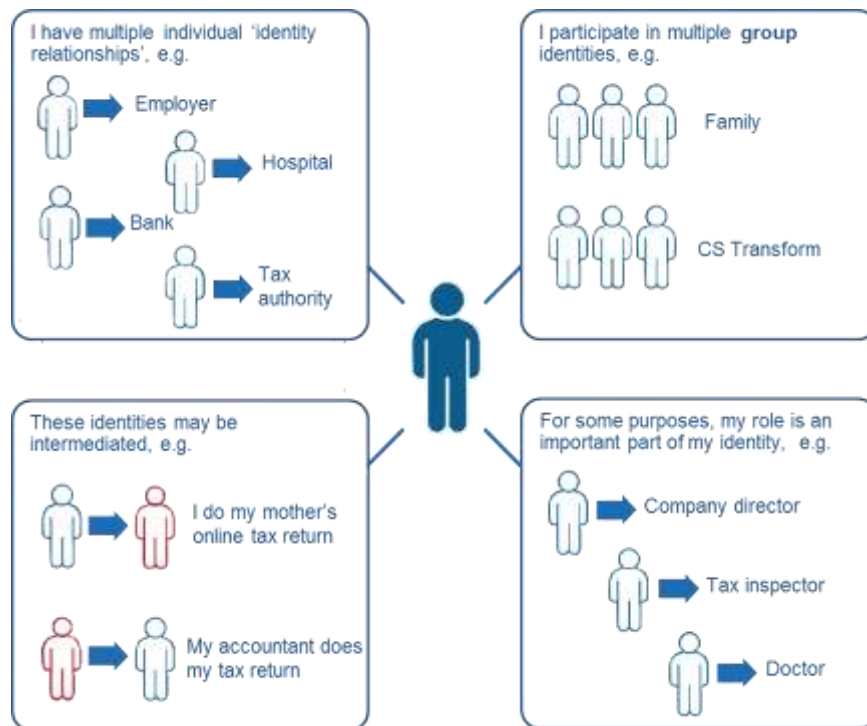 I have multiple individual ‘identity
relationships’, e.g.
Employer
Hospital
Bank
Tax
authority
I participate in multiple group
identities, e.g.
Family
CS Transform
These identities may be
intermediated, e.g.
I do my mother’s
online tax return
My accountant does
my tax return
For some purposes, my role is an
important part of my identity, e.g.
Company director
Tax inspector
Doctor